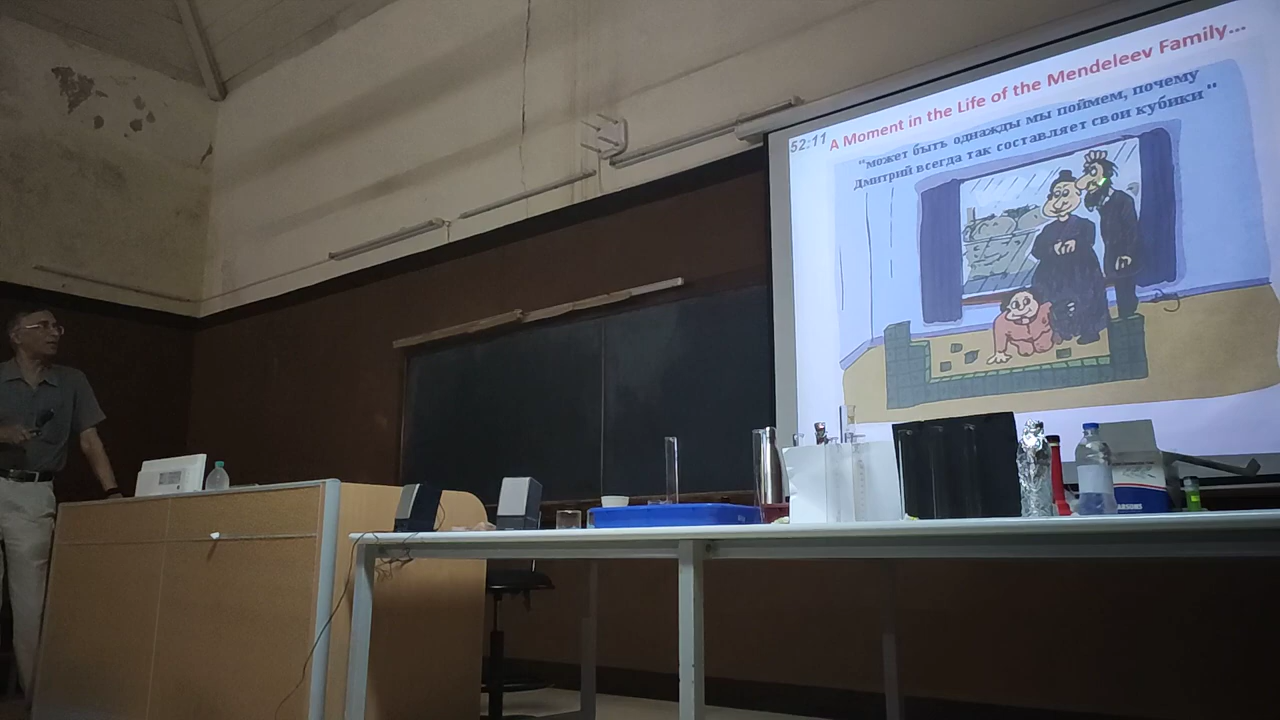 A Moment in the Life of the Mendeleev Family...
52:11
"может быть однажды мы поймем, почему
Дмитрий всегда так составляет свои кубики"